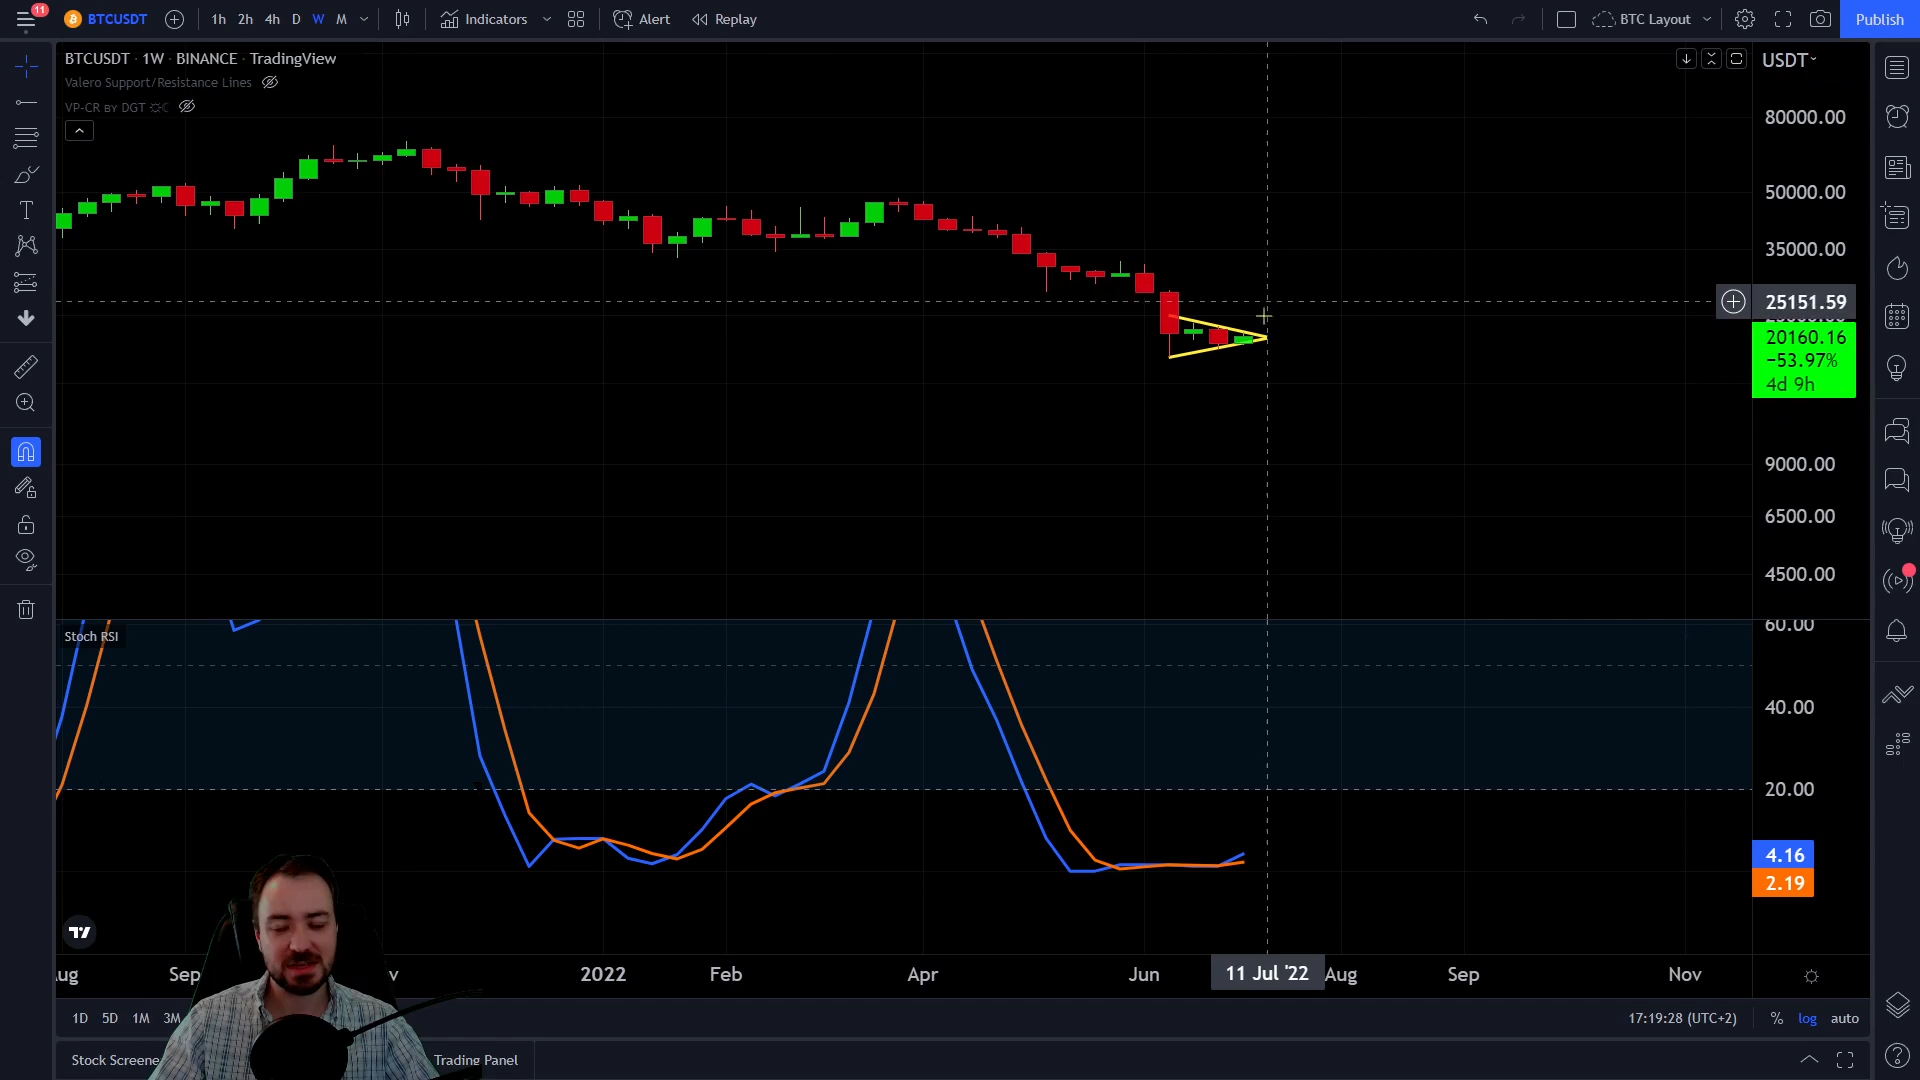 11
BTCUSDT
1h 2h 4h D W M
Indicators
Alert
Replay
BTC Layout
Publish
BTCUSDT · 1W · BINANCE · TradingView
USDT
Valero Support/Resistance Lines
VP-CR BY DGT
80000.00
50000.00
35000.00
25151.59
20160.16
−53.97%
4d 9h
9000.00
6500.00
4500.00
Stoch RSI
60.00
40.00
20.00
4.16
2.19
Sep
2022
Feb
Apr
Jun
11 Jul '22
Aug
Sep
Nov
1D 5D 1M 3M
17:19:28 (UTC+2)
%
log
auto
Stock Screene
Trading Panel